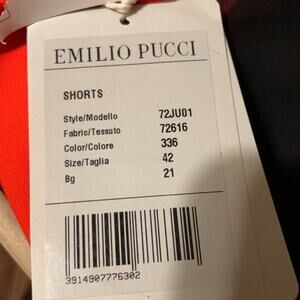 EMILIO PUCCI
SHORTS
Style/Modello 72JU01
Fabric/Tessuto 72616
Color/Colore 336
Size/Taglia 42
Bg 21
3914907776302